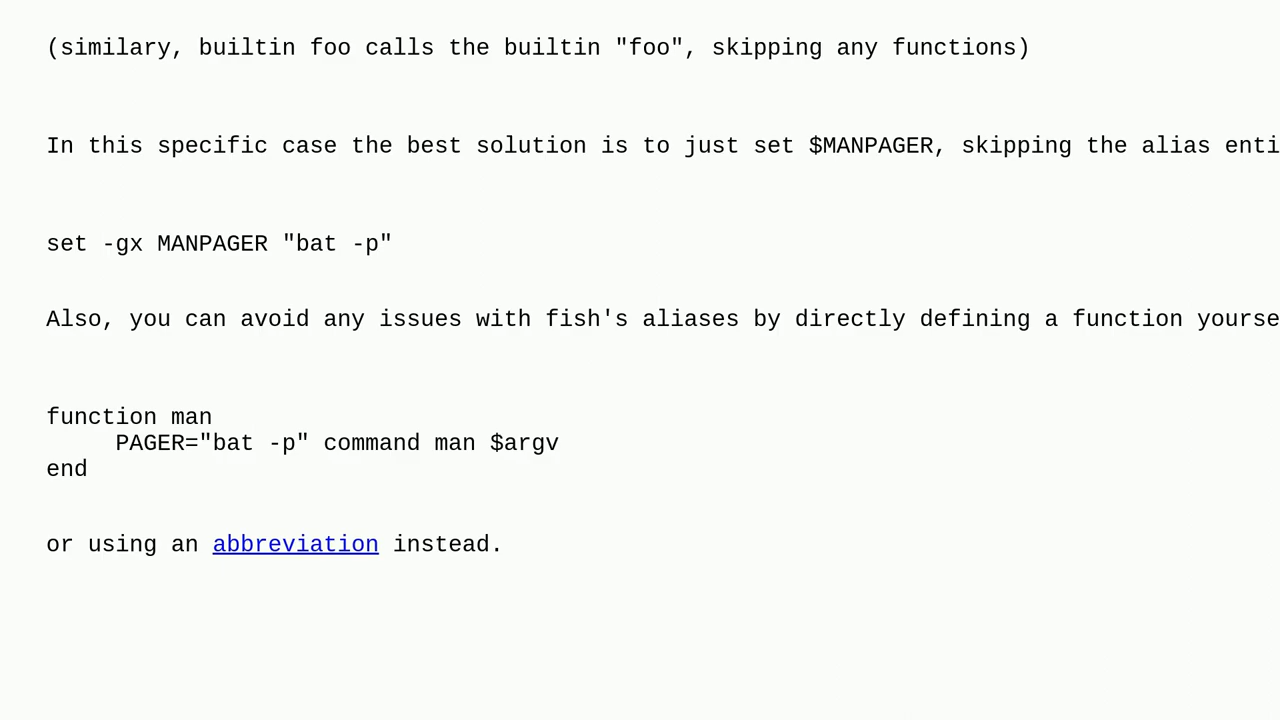 (similary, builtin foo calls the builtin "foo", skipping any functions)
In this specific case the best solution is to just set $MANPAGER, skipping the alias enti
set -gx MANPAGER "bat -p"
Also, you can avoid any issues with fish's aliases by directly defining a function yourse
function man
     PAGER="bat -p" command man $argv
end
or using an abbreviation instead.